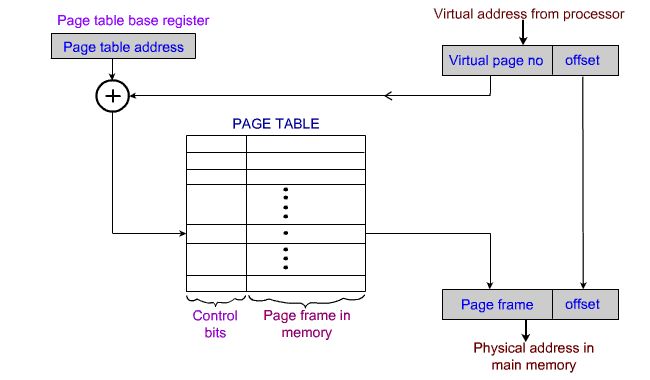 Page table base register
Page table address
Virtual address from processor
Virtual page no
offset
+
PAGE TABLE
Control
bits
Page frame in
memory
Page frame
offset
Physical address in
main memory